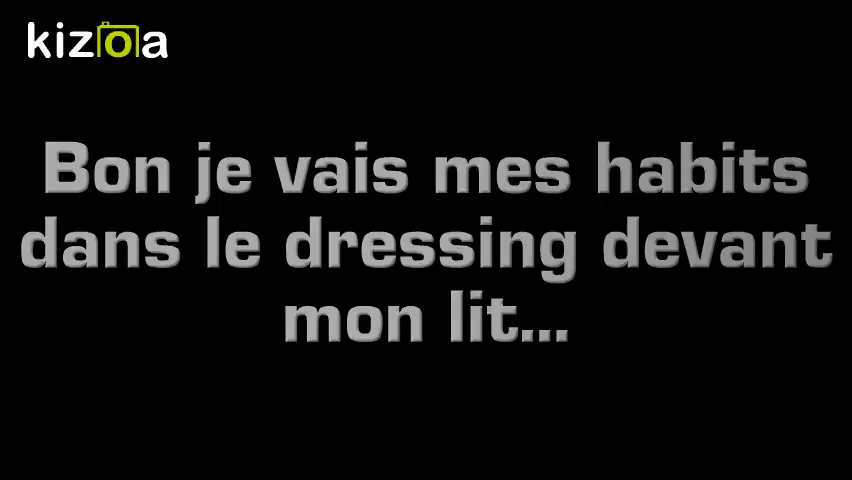 kizoa
Bon je vais mes habits
dans le dressing devant
mon lit...